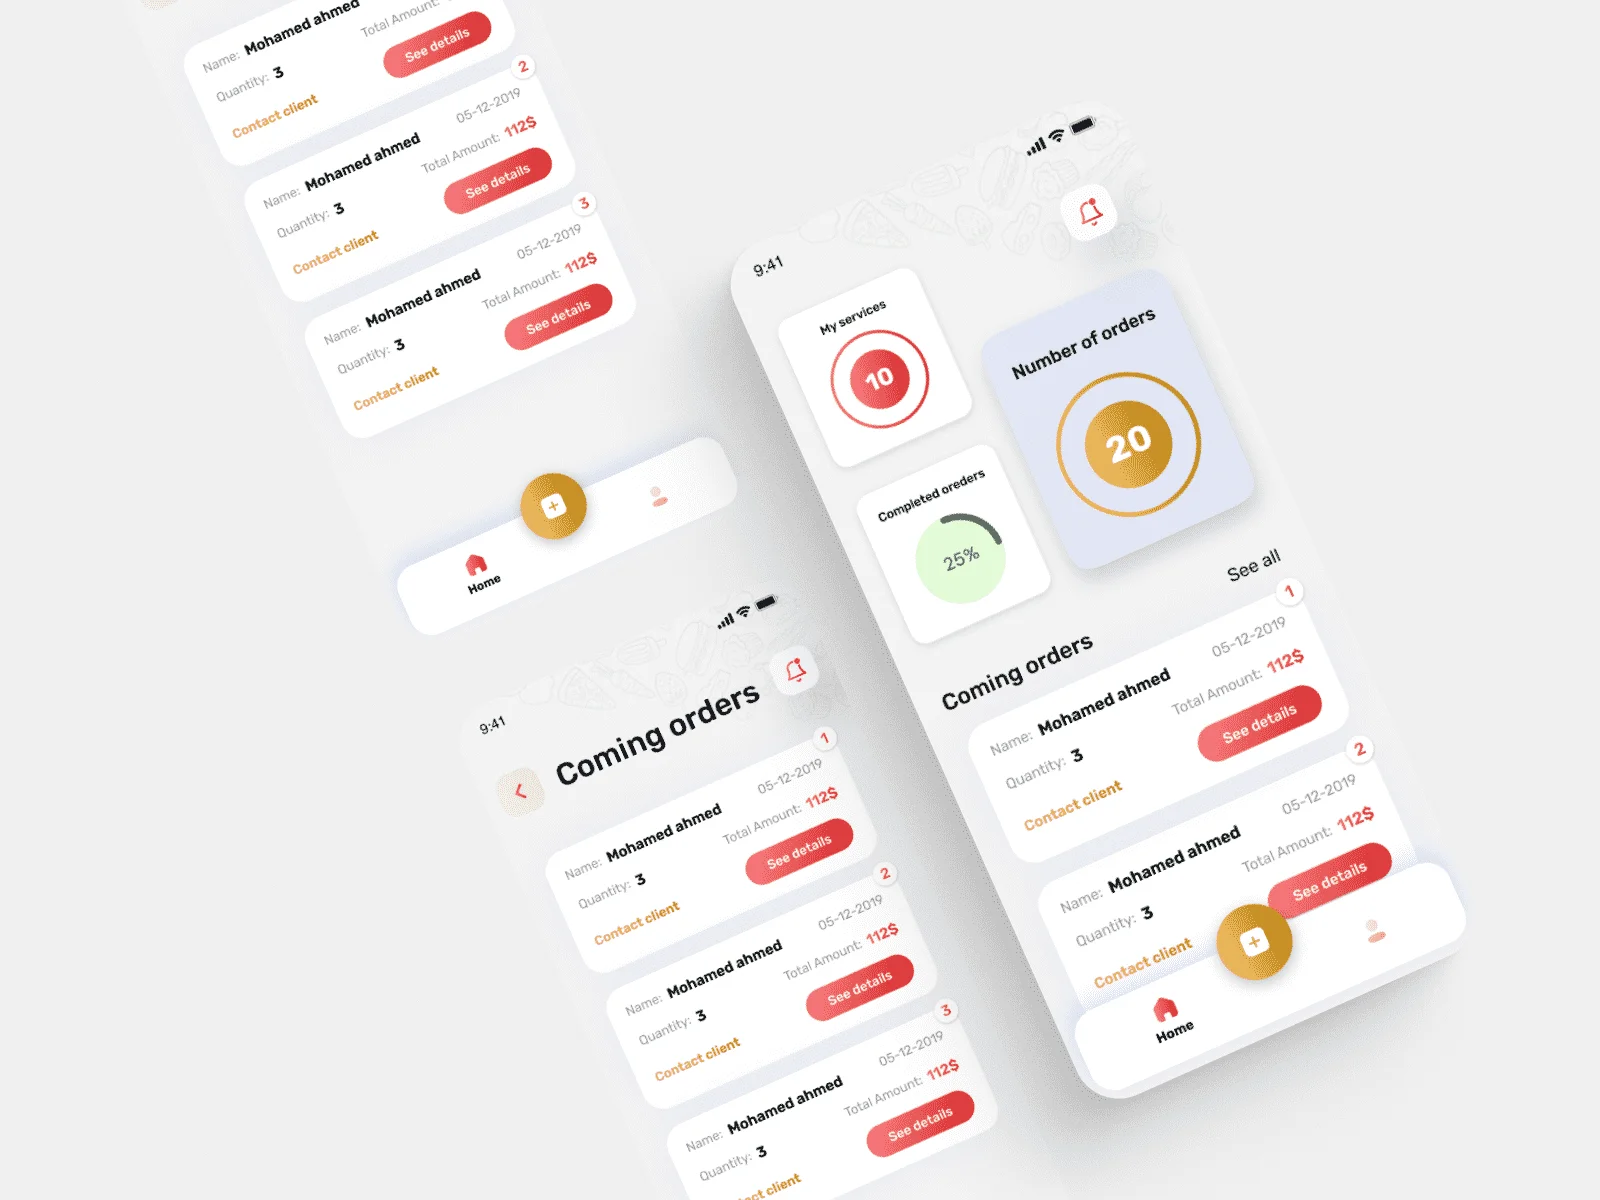 Name: Mohamed ahmed
Total Amount:
Quantity: 3
See details
Contact client
2
05-12-2019
Name: Mohamed ahmed
Total Amount: 112$
Quantity: 3
See details
Contact client
3
05-12-2019
Name: Mohamed ahmed
Total Amount: 112$
Quantity: 3
See details
Contact client
Home
9:41
Coming orders
1
05-12-2019
Name: Mohamed ahmed
Total Amount: 112$
Quantity: 3
See details
Contact client
2
05-12-2019
Name: Mohamed ahmed
Total Amount: 112$
Quantity: 3
See details
Contact client
3
05-12-2019
Name: Mohamed ahmed
Total Amount: 112$
Quantity: 3
See details
client
9:41
My services
10
Number of orders
20
Completed oreders
25%
See all
Coming orders
1
05-12-2019
Name: Mohamed ahmed
Total Amount: 112$
Quantity: 3
See details
Contact client
2
05-12-2019
Name: Mohamed ahmed
Total Amount: 112$
Quantity: 3
See details
Contact client
Home